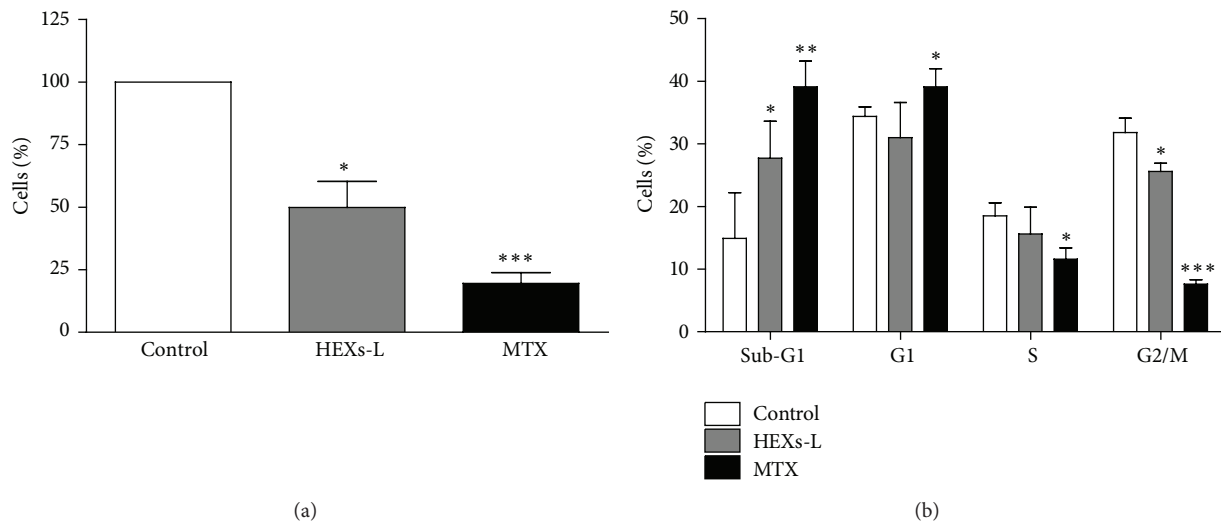 125
100
75
50
25
0
Cells (%)
*
***
Control
HEXs-L
MTX
(a)
50
40
30
20
10
0
Cells (%)
*
**
*
*
*
***
Sub-G1
G1
S
G2/M
Control
HEXs-L
MTX
(b)